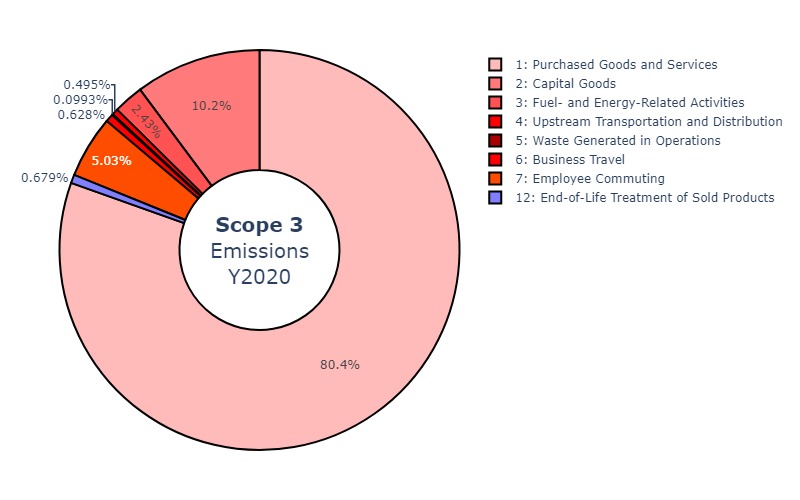 0.495%
0.0993%
0.628%
0.679%
5.03%
2.43%
10.2%
80.4%
Scope 3
Emissions
Y2020
1: Purchased Goods and Services
2: Capital Goods
3: Fuel- and Energy-Related Activities
4: Upstream Transportation and Distribution
5: Waste Generated in Operations
6: Business Travel
7: Employee Commuting
12: End-of-Life Treatment of Sold Products